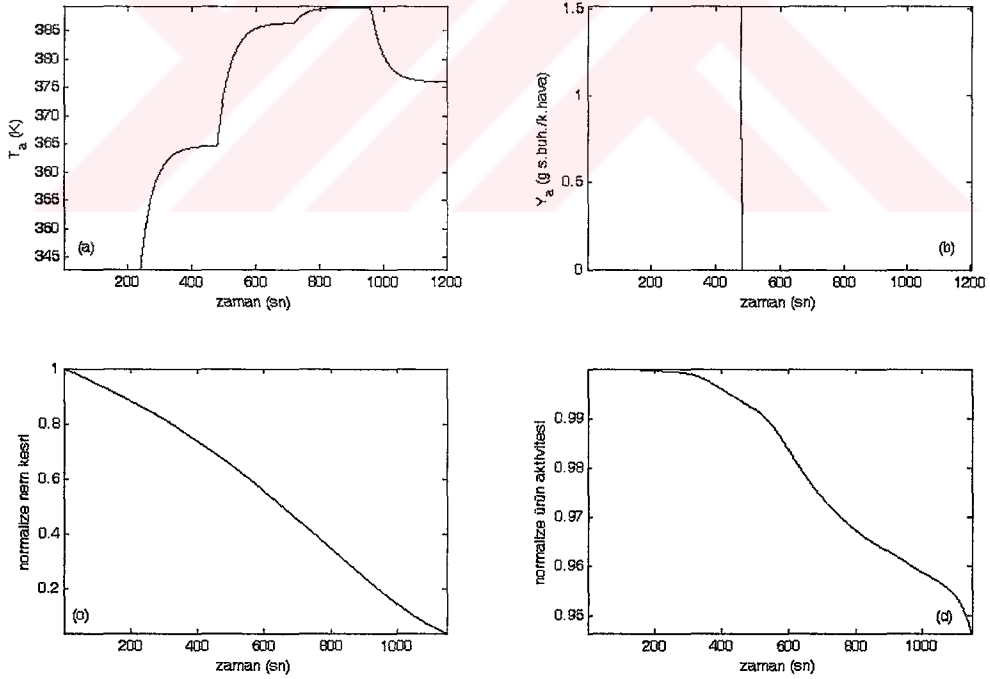 385
380
375
370
365
360
355
350
345
T_a (K)
(a)
200 400 600 800 1000 1200
zaman (sn)
1.5
1
0.5
0
Y_a (g s.buh./k.hava)
(b)
200 400 600 800 1000 1200
zaman (sn)
1
0.8
0.6
0.4
0.2
normalize nem kesri
(c)
200 400 600 800 1000
zaman (sn)
0.99
0.98
0.97
0.96
0.95
normalize ürün aktivitesi
(d)
200 400 600 800 1000
zaman (sn)